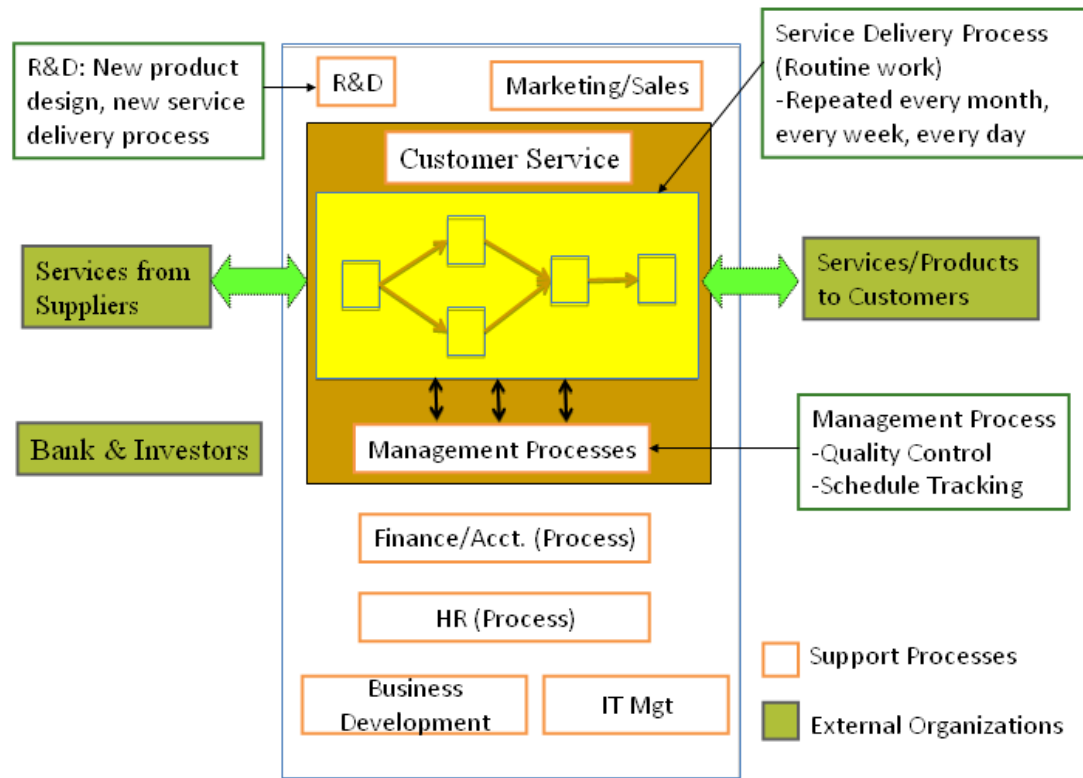 R&D: New product
design, new service
delivery process
R&D
Marketing/Sales
Service Delivery Process
(Routine work)
-Repeated every month,
every week, every day
Customer Service
Services from
Suppliers
Services/Products
to Customers
Bank & Investors
Management Processes
Management Process
-Quality Control
-Schedule Tracking
Finance/Acct. (Process)
HR (Process)
Business
Development
IT Mgt
Support Processes
External Organizations